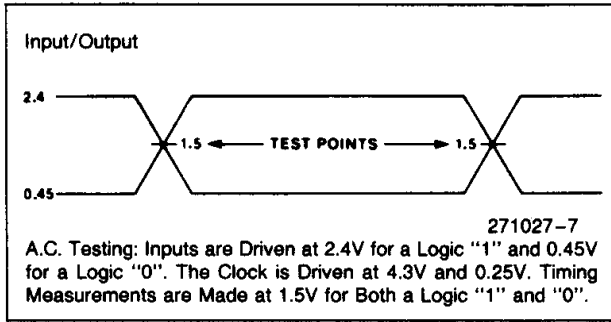 Input/Output
2.4
1.5 TEST POINTS 1.5
0.45
271027–7
A.C. Testing: Inputs are Driven at 2.4V for a Logic "1" and 0.45V
for a Logic "0". The Clock is Driven at 4.3V and 0.25V. Timing
Measurements are Made at 1.5V for Both a Logic "1" and "0".